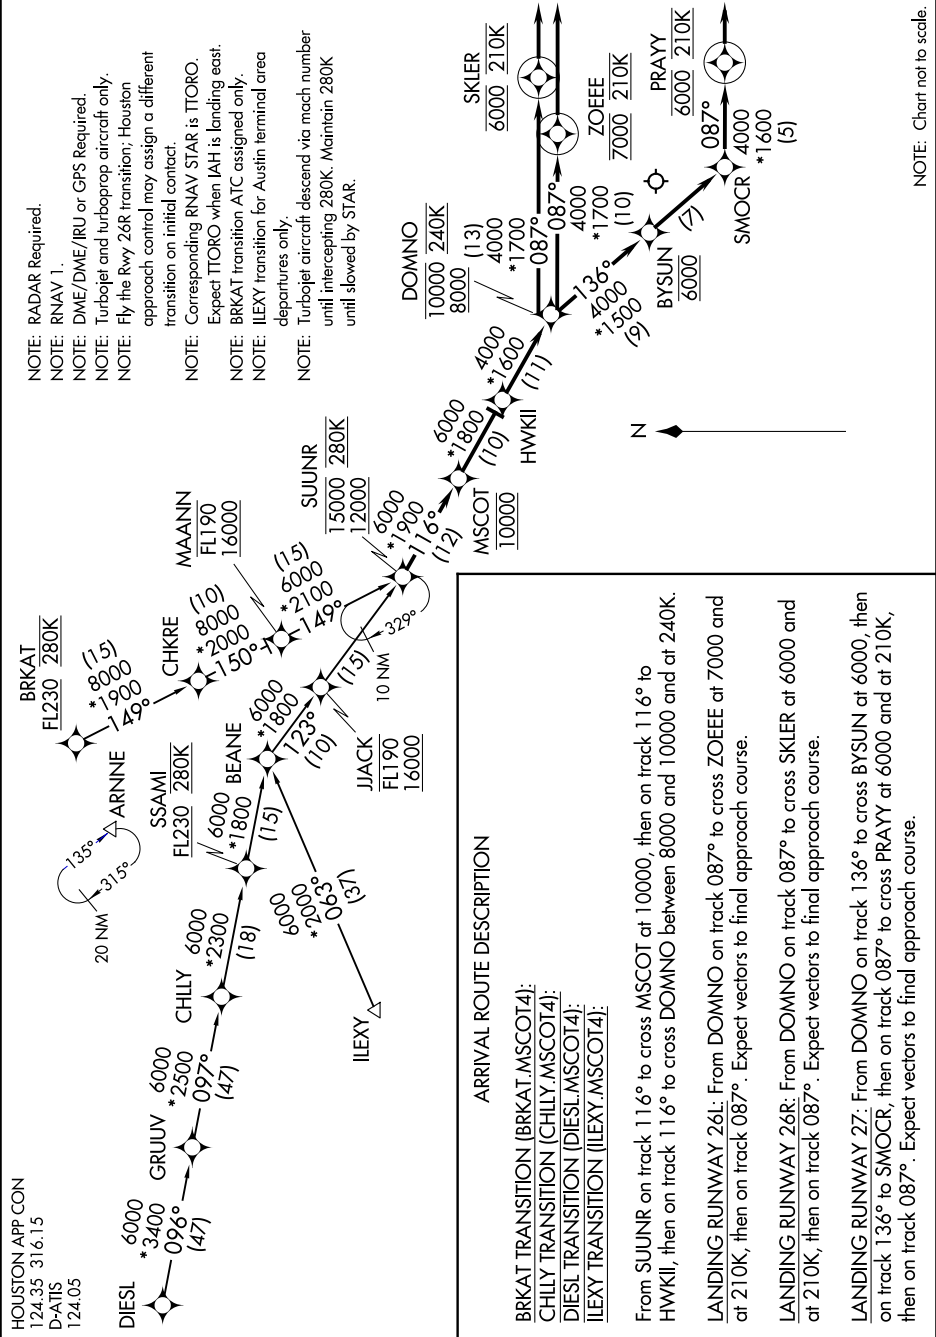 HOUSTON APP CON
124.35 316.15
D-ATIS
124.05
NOTE: RADAR Required.
NOTE: RNAV 1.
NOTE: DME/DME/IRU or GPS Required.
NOTE: Turbojet and turboprop aircraft only.
NOTE: Fly the Rwy 26R transition; Houston
approach control may assign a different
transition on initial contact.
NOTE: Corresponding RNAV STAR is TTORO.
Expect TTORO when IAH is landing east.
NOTE: BRKAT transition ATC assigned only.
NOTE: ILEXY transition for Austin terminal area
departures only.
NOTE: Turbojet aircraft descend via mach number
until intercepting 280K. Maintain 280K
until slowed by STAR.
DIESL
6000
*3400
096°
(47)
GRUUV
6000
*2500
097°
(47)
CHLLY
6000
*2300
(18)
SSAMI
FL230 280K
6000
*1800
(15)
BEANE
6000
*1800
123°
(10)
ILEXY
6000
*2000
063°
(37)
JJACK
FL190
16000
(15)
ARNNE
135°
315°
20 NM
BRKAT
FL230 280K
(15)
8000
*1900
149°
CHKRE
(10)
8000
*2000
150°
MAANN
FL190
16000
(15)
6000
*2100
149°
329°
10 NM
SUUNR
15000 280K
12000
6000
*1900
116°
(12)
MSCOT
10000
6000
*1800
(10)
HWKII
4000
*1600
(11)
DOMNO
10000 240K
8000
(13)
4000
*1700
087°
SKLER
6000 210K
087°
4000
*1700
(10)
ZOEEE
7000 210K
136°
4000
*1500
(9)
BYSUN
6000
(7)
SMOCR
087°
4000
*1600
(5)
PRAYY
6000 210K
N
NOTE: Chart not to scale.
ARRIVAL ROUTE DESCRIPTION
BRKAT TRANSITION (BRKAT.MSCOT4):
CHLLY TRANSITION (CHLLY.MSCOT4):
DIESL TRANSITION (DIESL.MSCOT4):
ILEXY TRANSITION (ILEXY.MSCOT4):
From SUUNR on track 116° to cross MSCOT at 10000, then on track 116° to
HWKII, then on track 116° to cross DOMNO between 8000 and 10000 and at 240K.
LANDING RUNWAY 26L: From DOMNO on track 087° to cross ZOEEE at 7000 and
at 210K, then on track 087°. Expect vectors to final approach course.
LANDING RUNWAY 26R: From DOMNO on track 087° to cross SKLER at 6000 and
at 210K, then on track 087°. Expect vectors to final approach course.
LANDING RUNWAY 27: From DOMNO on track 136° to cross BYSUN at 6000, then
on track 136° to SMOCR, then on track 087° to cross PRAYY at 6000 and at 210K,
then on track 087°. Expect vectors to final approach course.